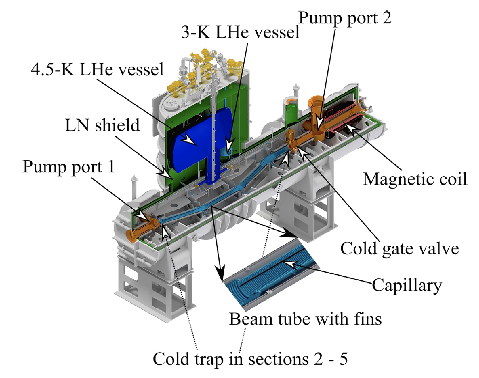 Pump port 2
3-K LHe vessel
4.5-K LHe vessel
LN shield
Pump port 1
Magnetic coil
Cold gate valve
Capillary
Beam tube with fins
Cold trap in sections 2 - 5